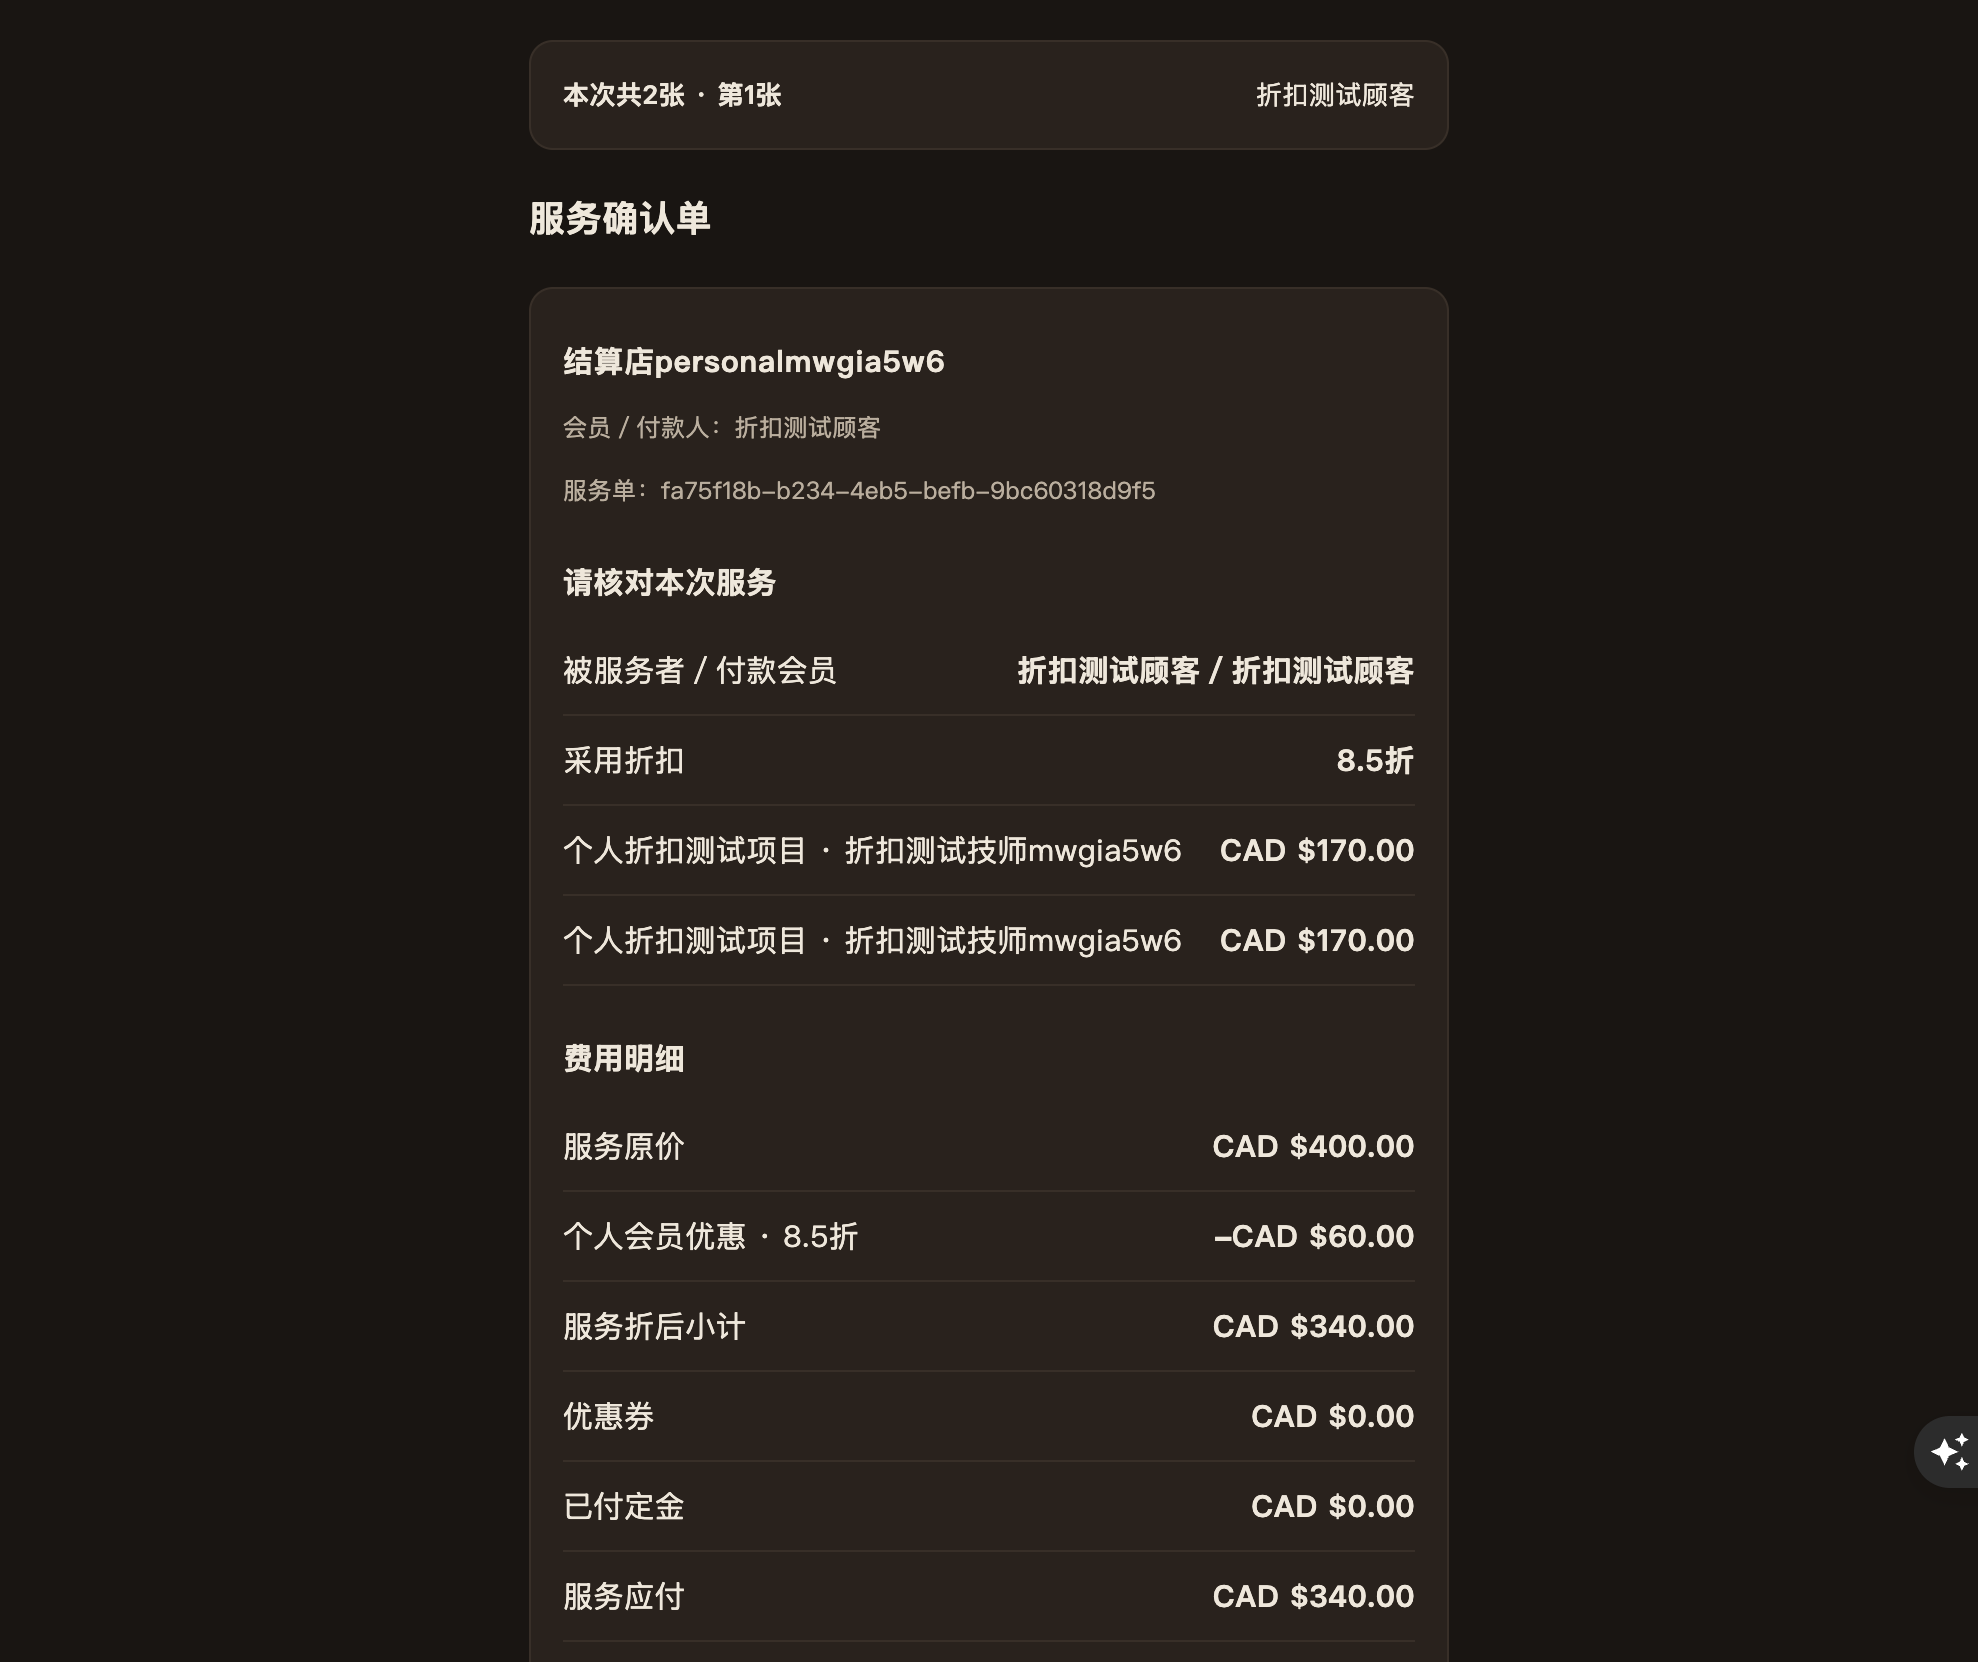 本次共2张 · 第1张 折扣测试顾客
服务确认单
结算店personalmwgia5w6
会员 / 付款人：折扣测试顾客
服务单：fa75f18b-b234-4eb5-befb-9bc60318d9f5
请核对本次服务
被服务者 / 付款会员 折扣测试顾客 / 折扣测试顾客
采用折扣 8.5折
个人折扣测试项目 · 折扣测试技师mwgia5w6 CAD $170.00
个人折扣测试项目 · 折扣测试技师mwgia5w6 CAD $170.00
费用明细
服务原价 CAD $400.00
个人会员优惠 · 8.5折 -CAD $60.00
服务折后小计 CAD $340.00
优惠券 CAD $0.00
已付定金 CAD $0.00
服务应付 CAD $340.00